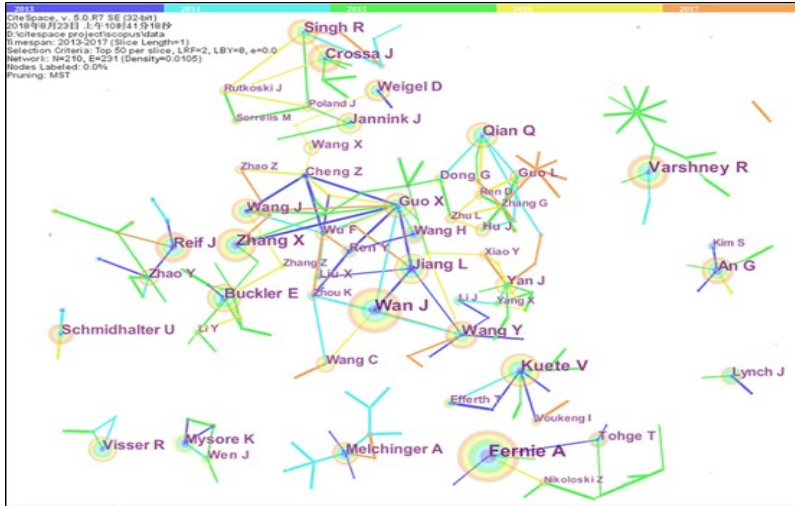 2013 2014 2015 2016 2017
CiteSpace, v. 5.0.R7 SE (32-bit)
2018年8月23日 上午10时41分18秒
D:\citespace project\scopus\data
Timespan: 2013-2017 (Slice Length=1)
Selection Criteria: Top 50 per slice, LRF=2, LBY=8, e=0.0
Network: N=210, E=231 (Density=0.0105)
Nodes Labeled: 0.0%
Pruning: MST
Singh R
Crossa J
Rutkoski J
Weigel D
Poland J
Sorrells M
Jannink J
Qian Q
Wang X
Zhao Z
Cheng Z
Dong G
Guo L
Varshney R
Ren D
Zhang G
Wang J
Guo X
Zhu L
Hu J
Wu F
Wang H
Reif J
Zhang X
Ren Y
Kim S
Xiao Y
Zhang Z
Jiang L
An G
Zhao Y
Liu X
Yan J
Buckler E
Zhou K
Li J
Yang X
Wan J
Schmidhalter U
Li Y
Wang Y
Wang C
Kuete V
Lynch J
Efferth T
Voukeng I
Visser R
Mysore K
Wen J
Melchinger A
Fernie A
Tohge T
Nikoloski Z